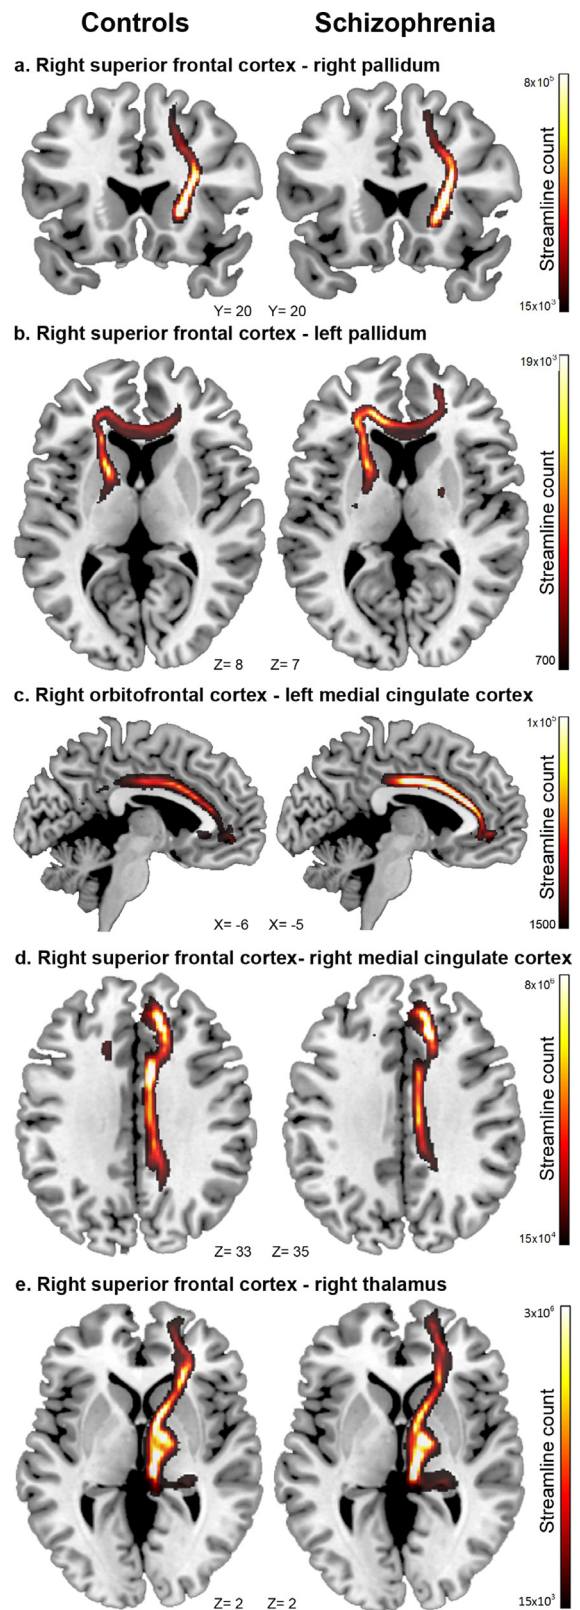 Controls Schizophrenia
a. Right superior frontal cortex - right pallidum
8x10⁵
Streamline count
15x10³
Y= 20 Y= 20
b. Right superior frontal cortex - left pallidum
19x10³
Streamline count
700
Z= 8 Z= 7
c. Right orbitofrontal cortex - left medial cingulate cortex
1x10⁵
Streamline count
1500
X= -6 X= -5
d. Right superior frontal cortex- right medial cingulate cortex
8x10⁶
Streamline count
15x10⁴
Z= 33 Z= 35
e. Right superior frontal cortex - right thalamus
3x10⁶
Streamline count
15x10³
Z= 2 Z= 2